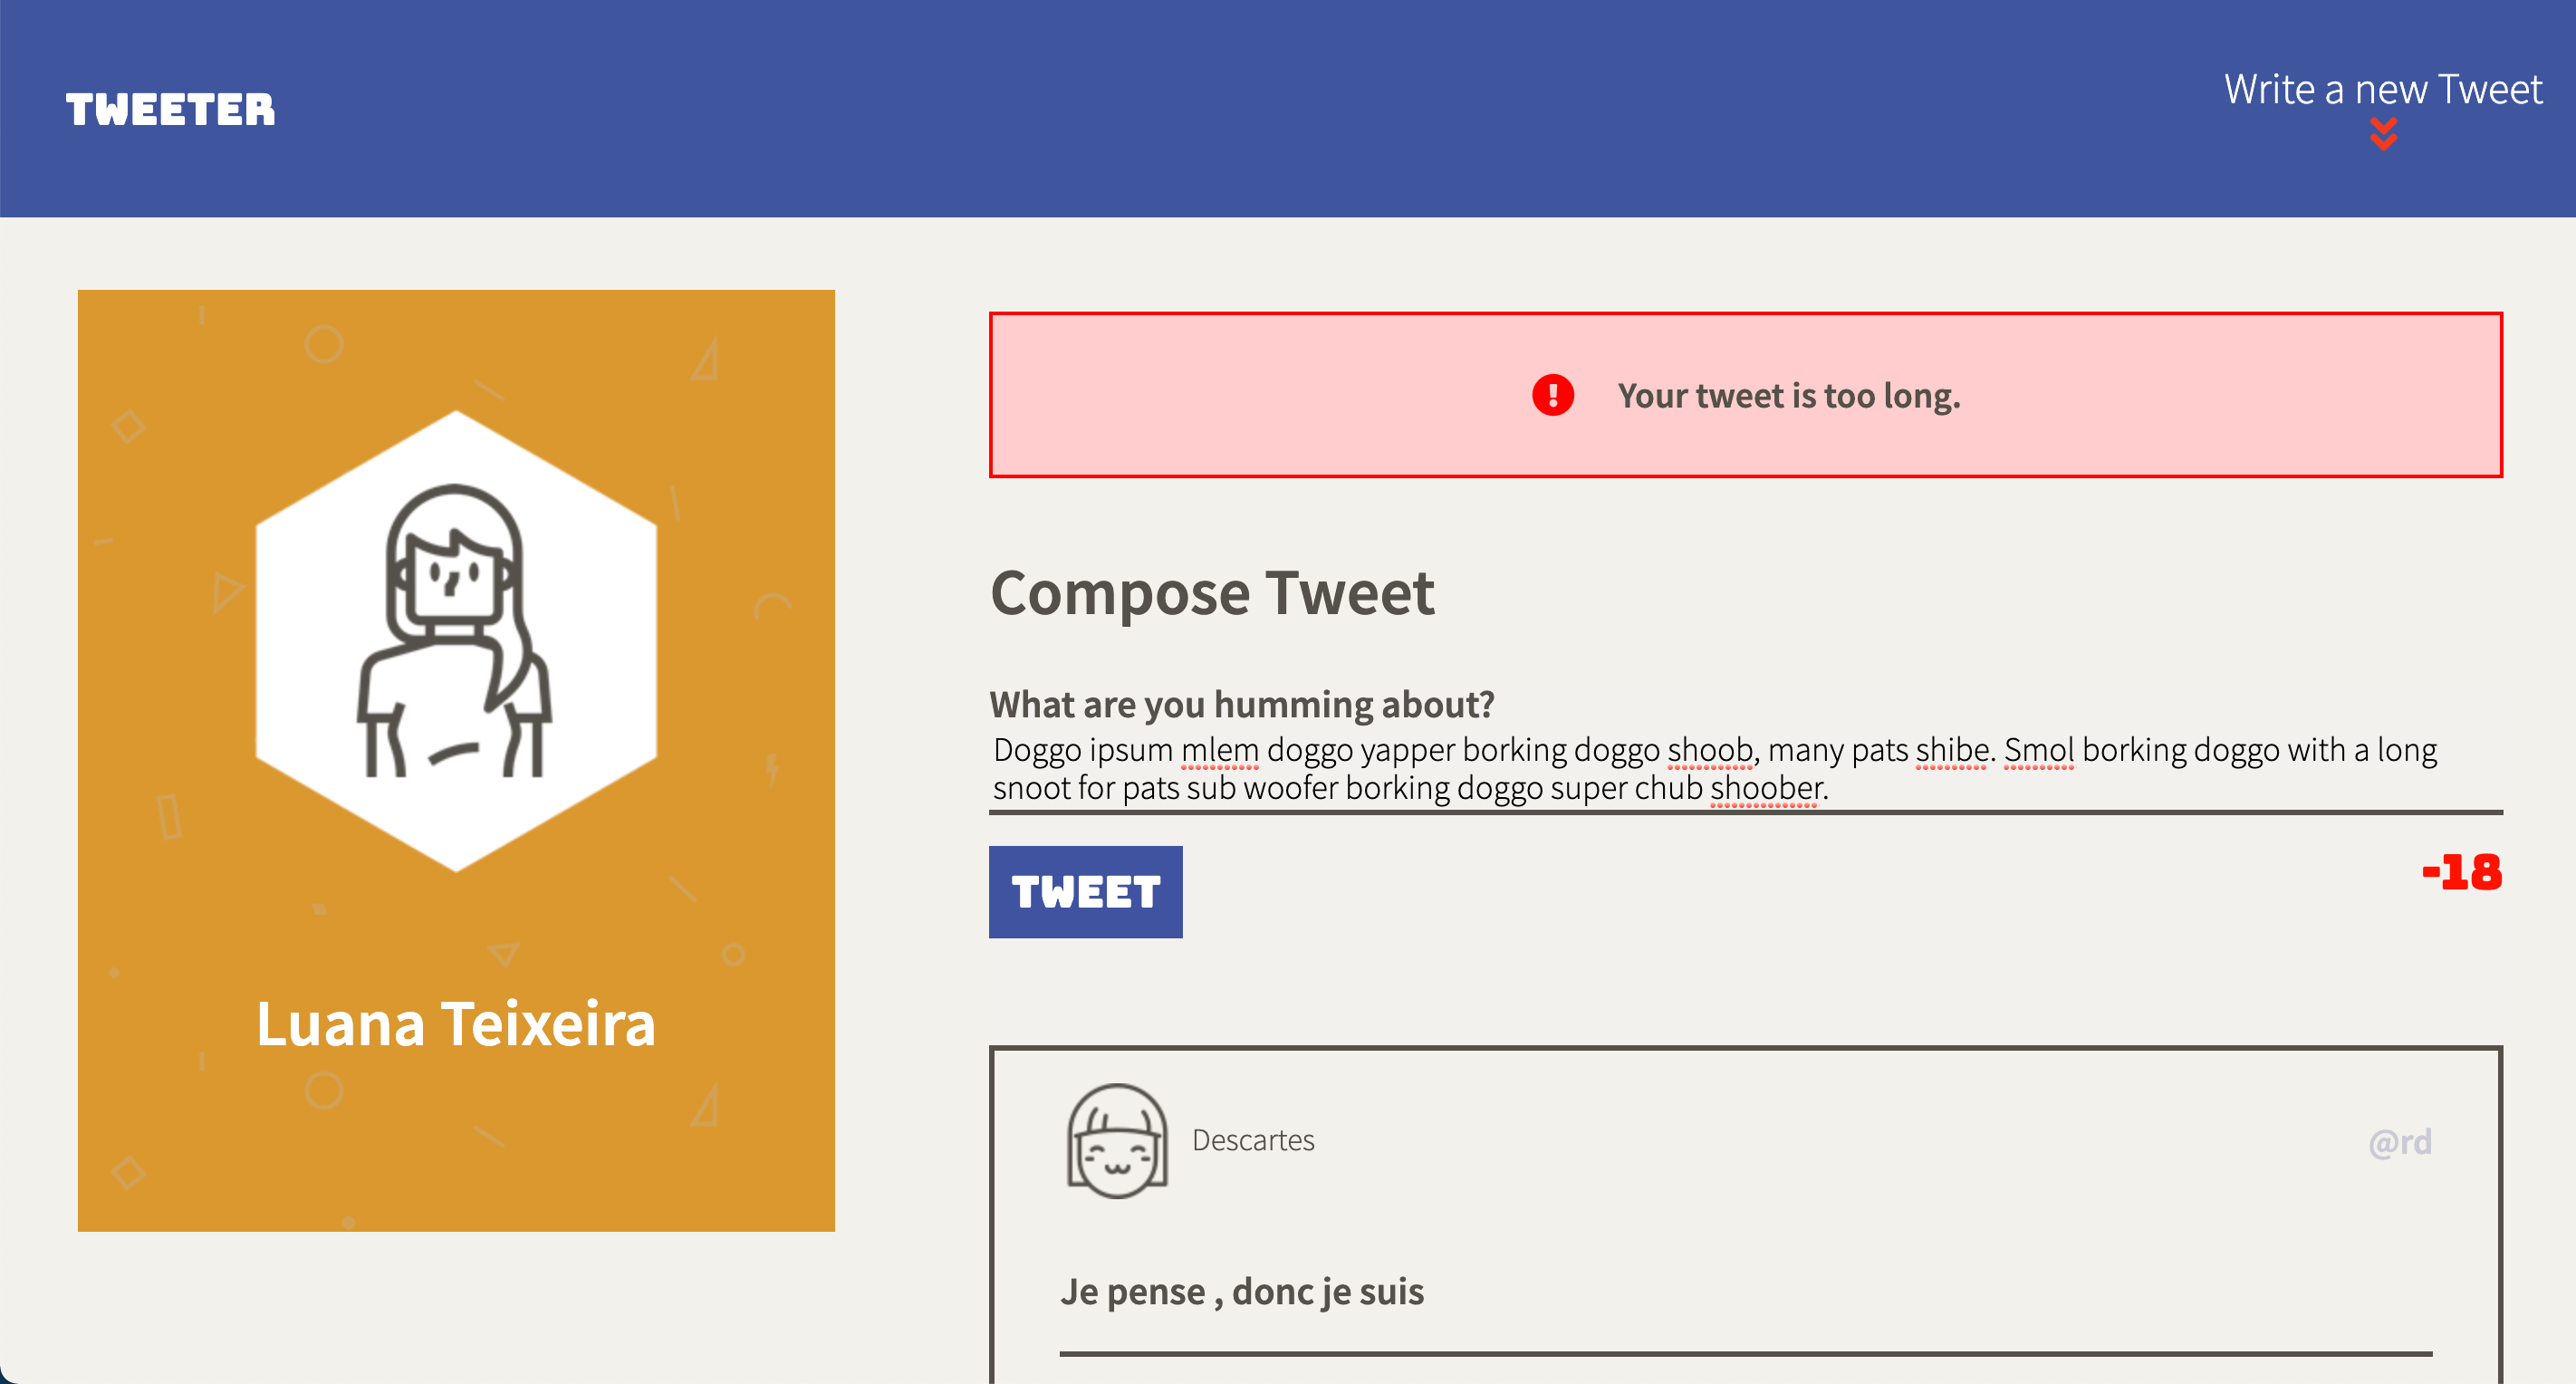 TWEETER
Write a new Tweet
Luana Teixeira
Your tweet is too long.
Compose Tweet
What are you humming about?
Doggo ipsum mlem doggo yapper borking doggo shoob, many pats shibe. Smol borking doggo with a long
snoot for pats sub woofer borking doggo super chub shoober.
TWEET
-18
Descartes
@rd
Je pense , donc je suis